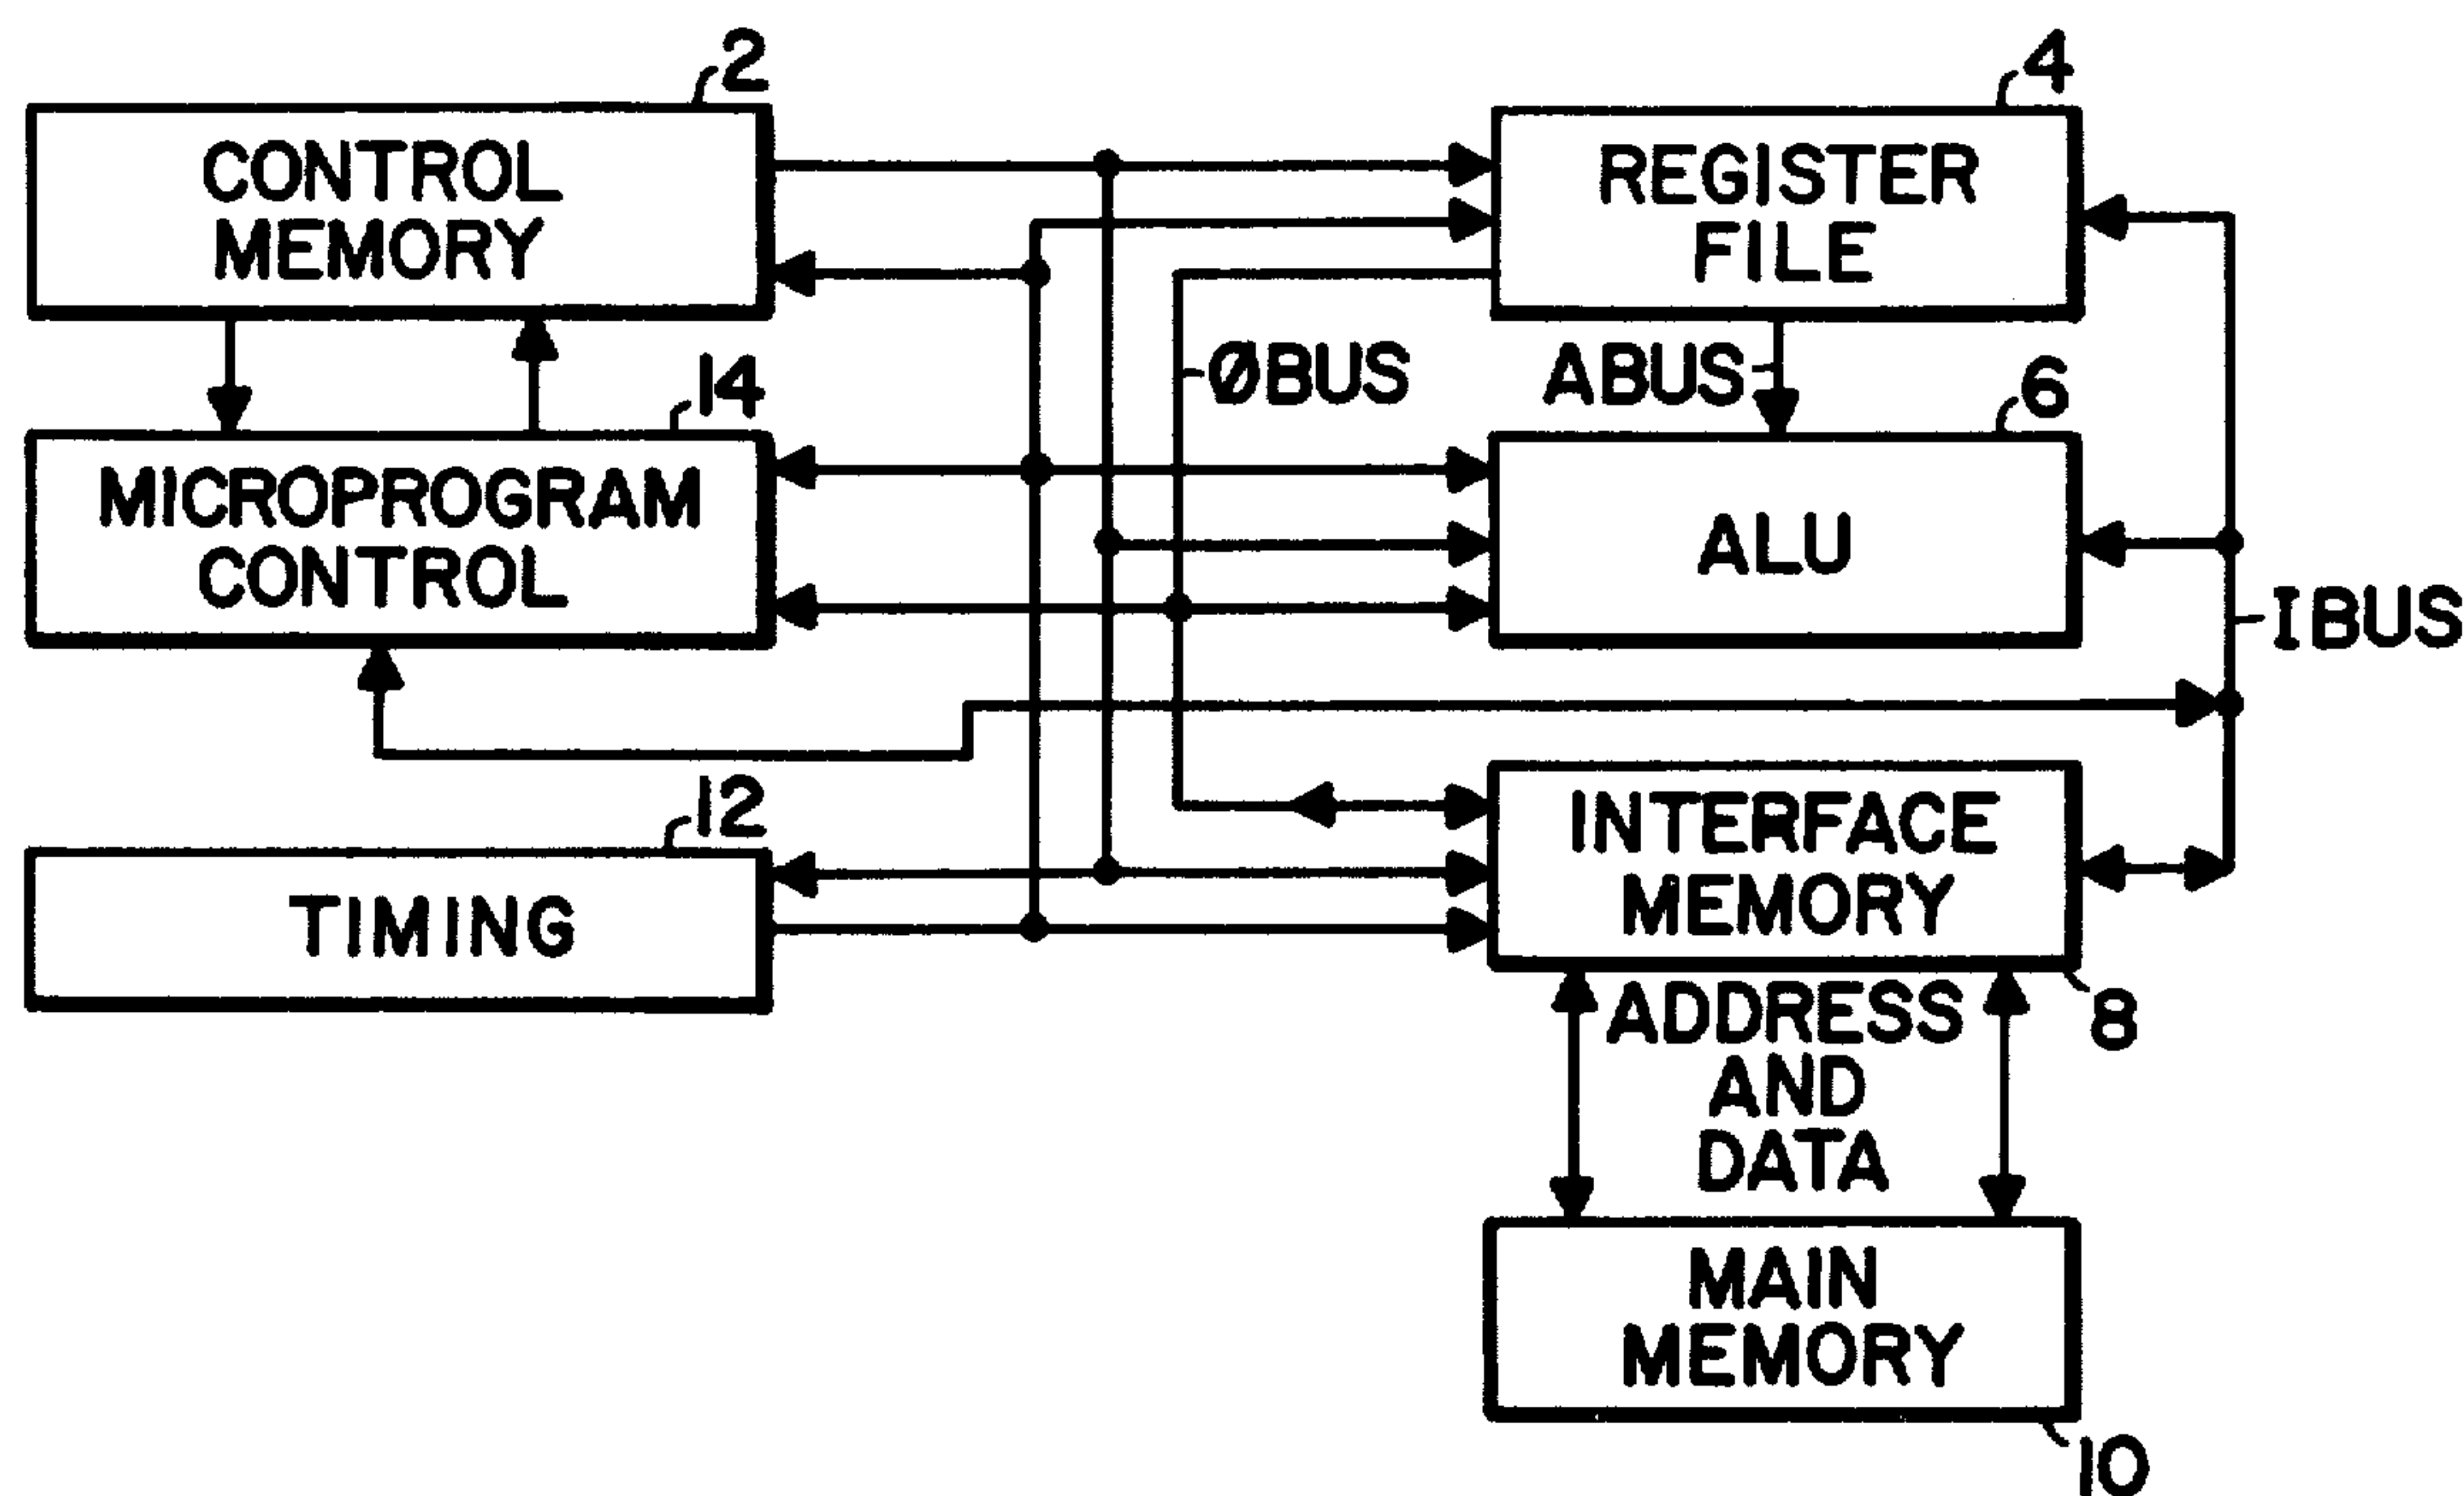 2
CONTROL
MEMORY
4
REGISTER
FILE
ØBUS
ABUS
14
MICROPROGRAM
CONTROL
6
ALU
IBUS
12
TIMING
INTERFACE
MEMORY
8
ADDRESS
AND
DATA
MAIN
MEMORY
10